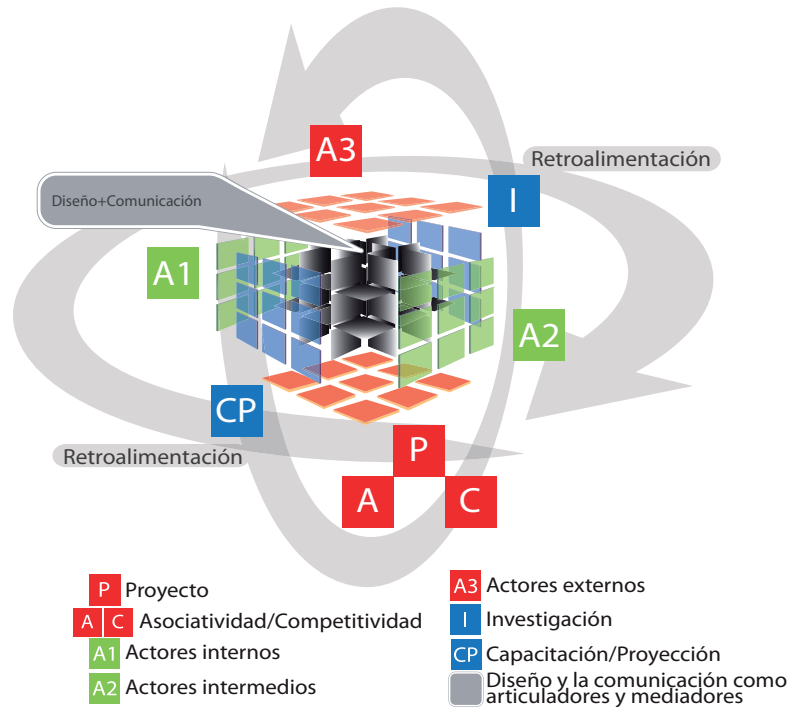 A3
Retroalimentación
Diseño+Comunicación
I
A1
A2
CP
Retroalimentación
P
A
C
P Proyecto
A C Asociatividad/Competitividad
A1 Actores internos
A2 Actores intermedios
A3 Actores externos
I Investigación
CP Capacitación/Proyección
Diseño y la comunicación como
articuladores y mediadores